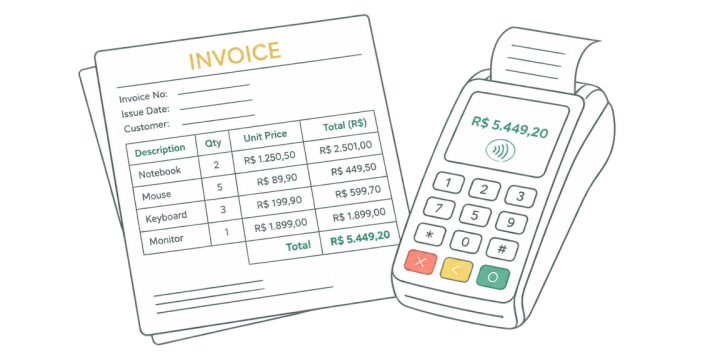 INVOICE
Invoice No:
Issue Date:
Customer:
Description Qty Unit Price Total (R$)
Notebook 2 R$ 1.250,50 R$ 2.501,00
Mouse 5 R$ 89,90 R$ 449,50
Keyboard 3 R$ 199,90 R$ 599,70
Monitor 1 R$ 1.899,00 R$ 1.899,00
Total R$ 5.449,20
R$ 5.449,20
1 2 3
7 5 9
* 0 #